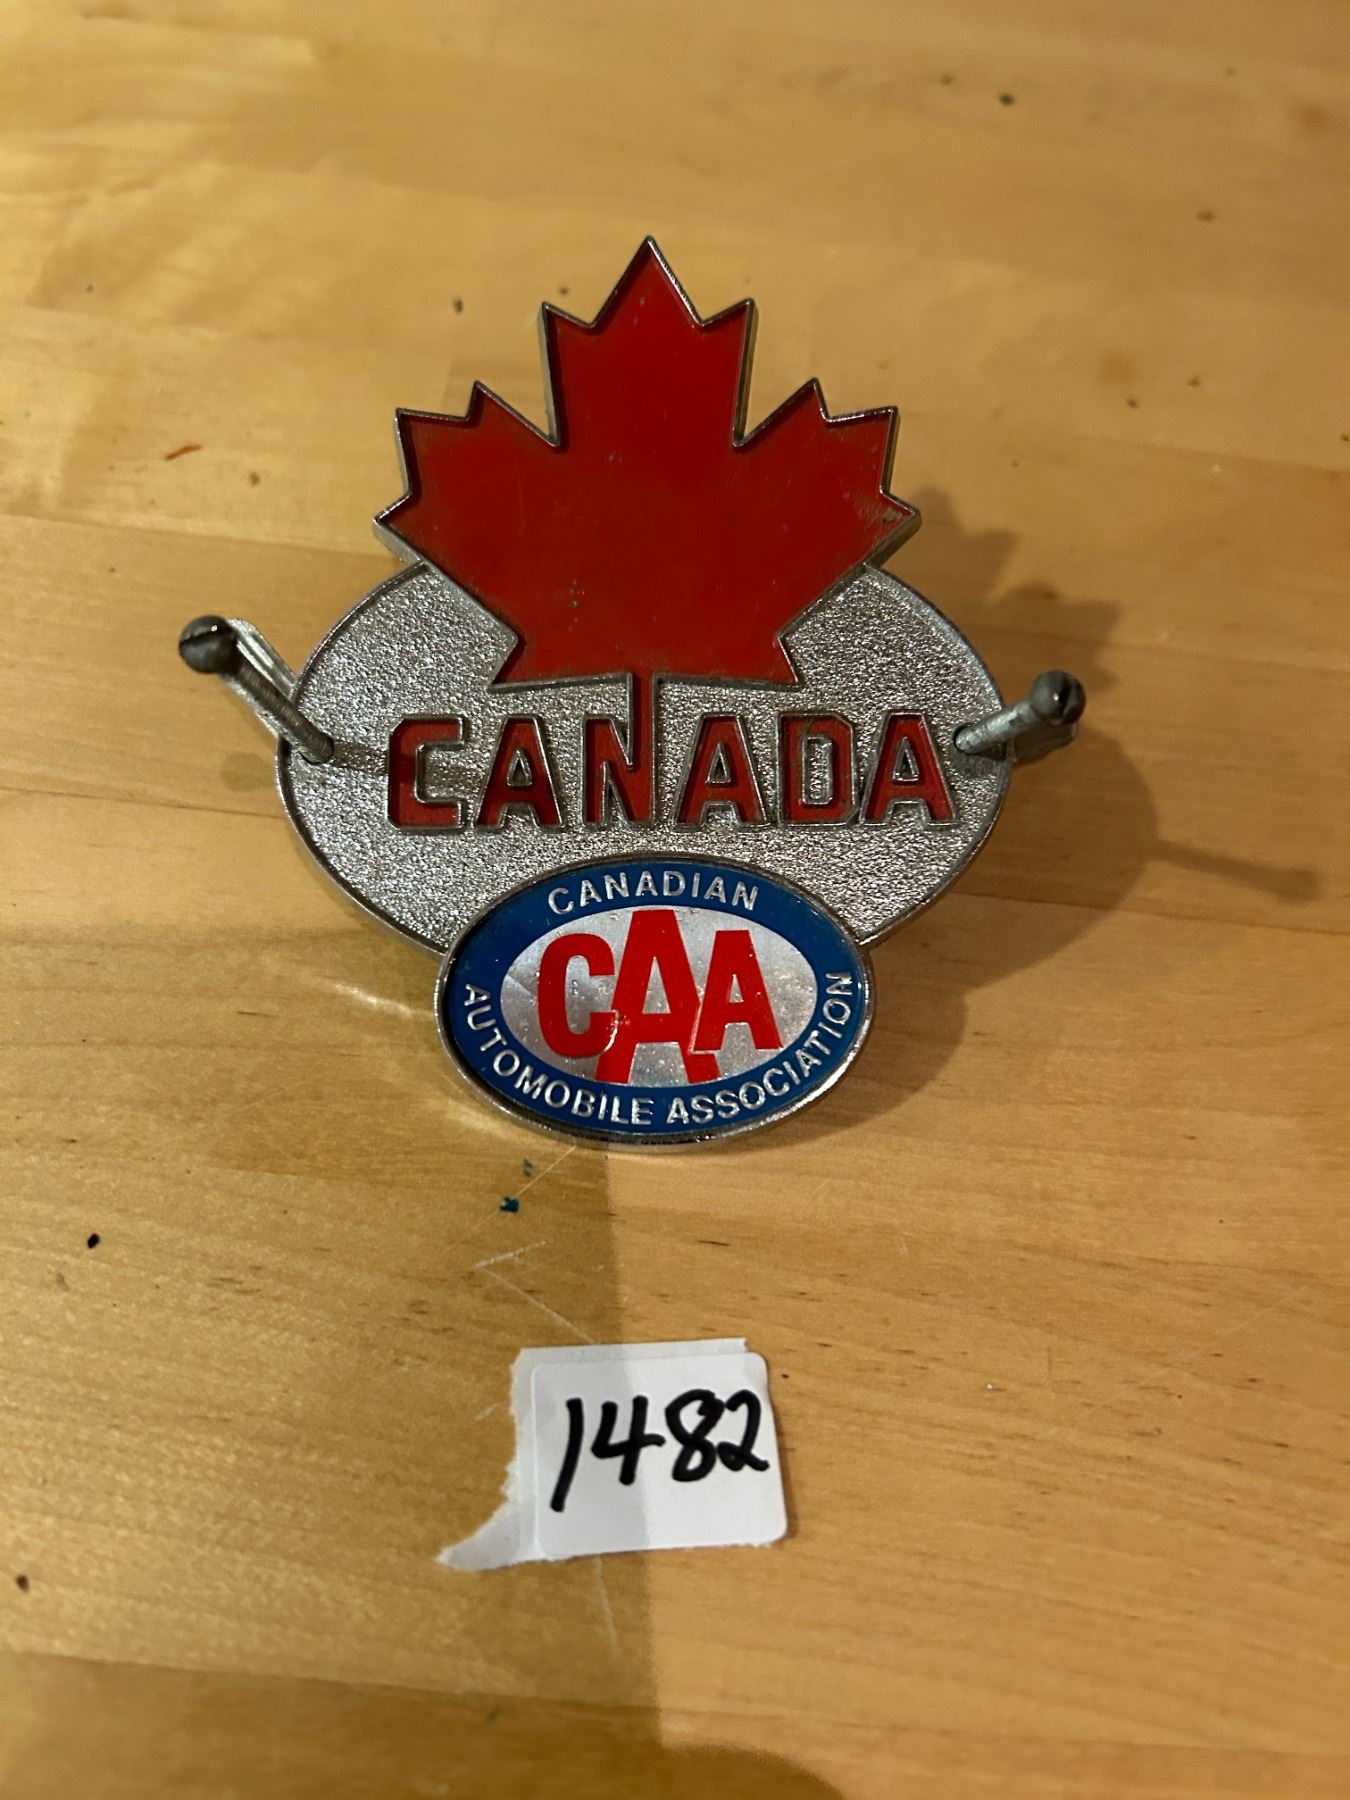 CANADA
CANADIAN
CAA
AUTOMOBILE ASSOCIATION
1482